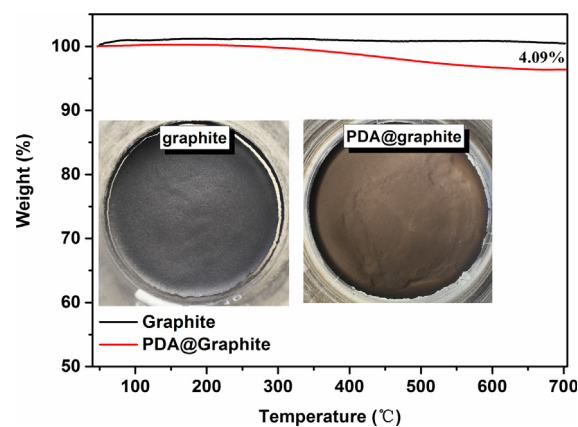 100
4.09%
90
graphite
PDA@graphite
80
Weight (%)
70
60
Graphite
PDA@Graphite
50
100 200 300 400 500 600 700
Temperature (℃)